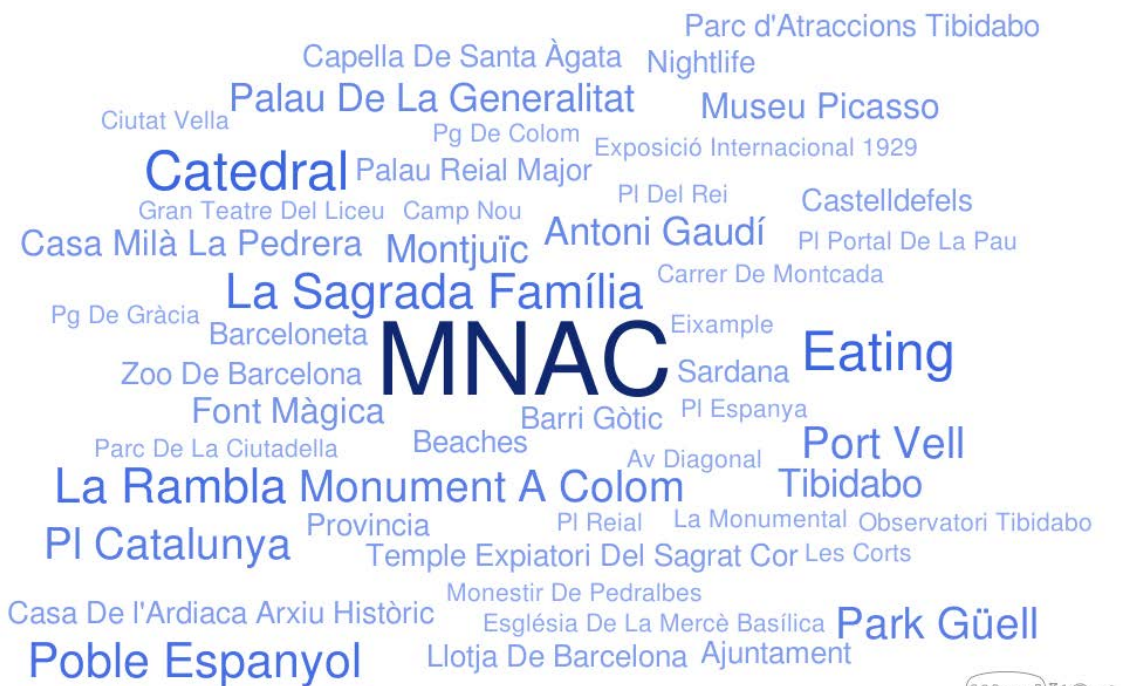 Parc d'Atraccions Tibidabo
Capella De Santa Àgata Nightlife
Palau De La Generalitat Museu Picasso
Ciutat Vella Pg De Colom Exposició Internacional 1929
Catedral Palau Reial Major
Pl Del Rei Castelldefels
Gran Teatre Del Liceu Camp Nou
Casa Milà La Pedrera Montjuïc Antoni Gaudí Pl Portal De La Pau
La Sagrada Família Carrer De Montcada
Pg De Gràcia Barceloneta MNAC Eixample Eating
Zoo De Barcelona Sardana
Font Màgica Barri Gòtic Pl Espanya
Parc De La Ciutadella Beaches Av Diagonal Port Vell
La Rambla Monument A Colom Tibidabo
Pl Catalunya Provincia Pl Reial La Monumental Observatori Tibidabo
Temple Expiatori Del Sagrat Cor Les Corts
Monestir De Pedralbes
Casa De l'Ardiaca Arxiu Històric Església De La Mercè Basílica Park Güell
Poble Espanyol Llotja De Barcelona Ajuntament